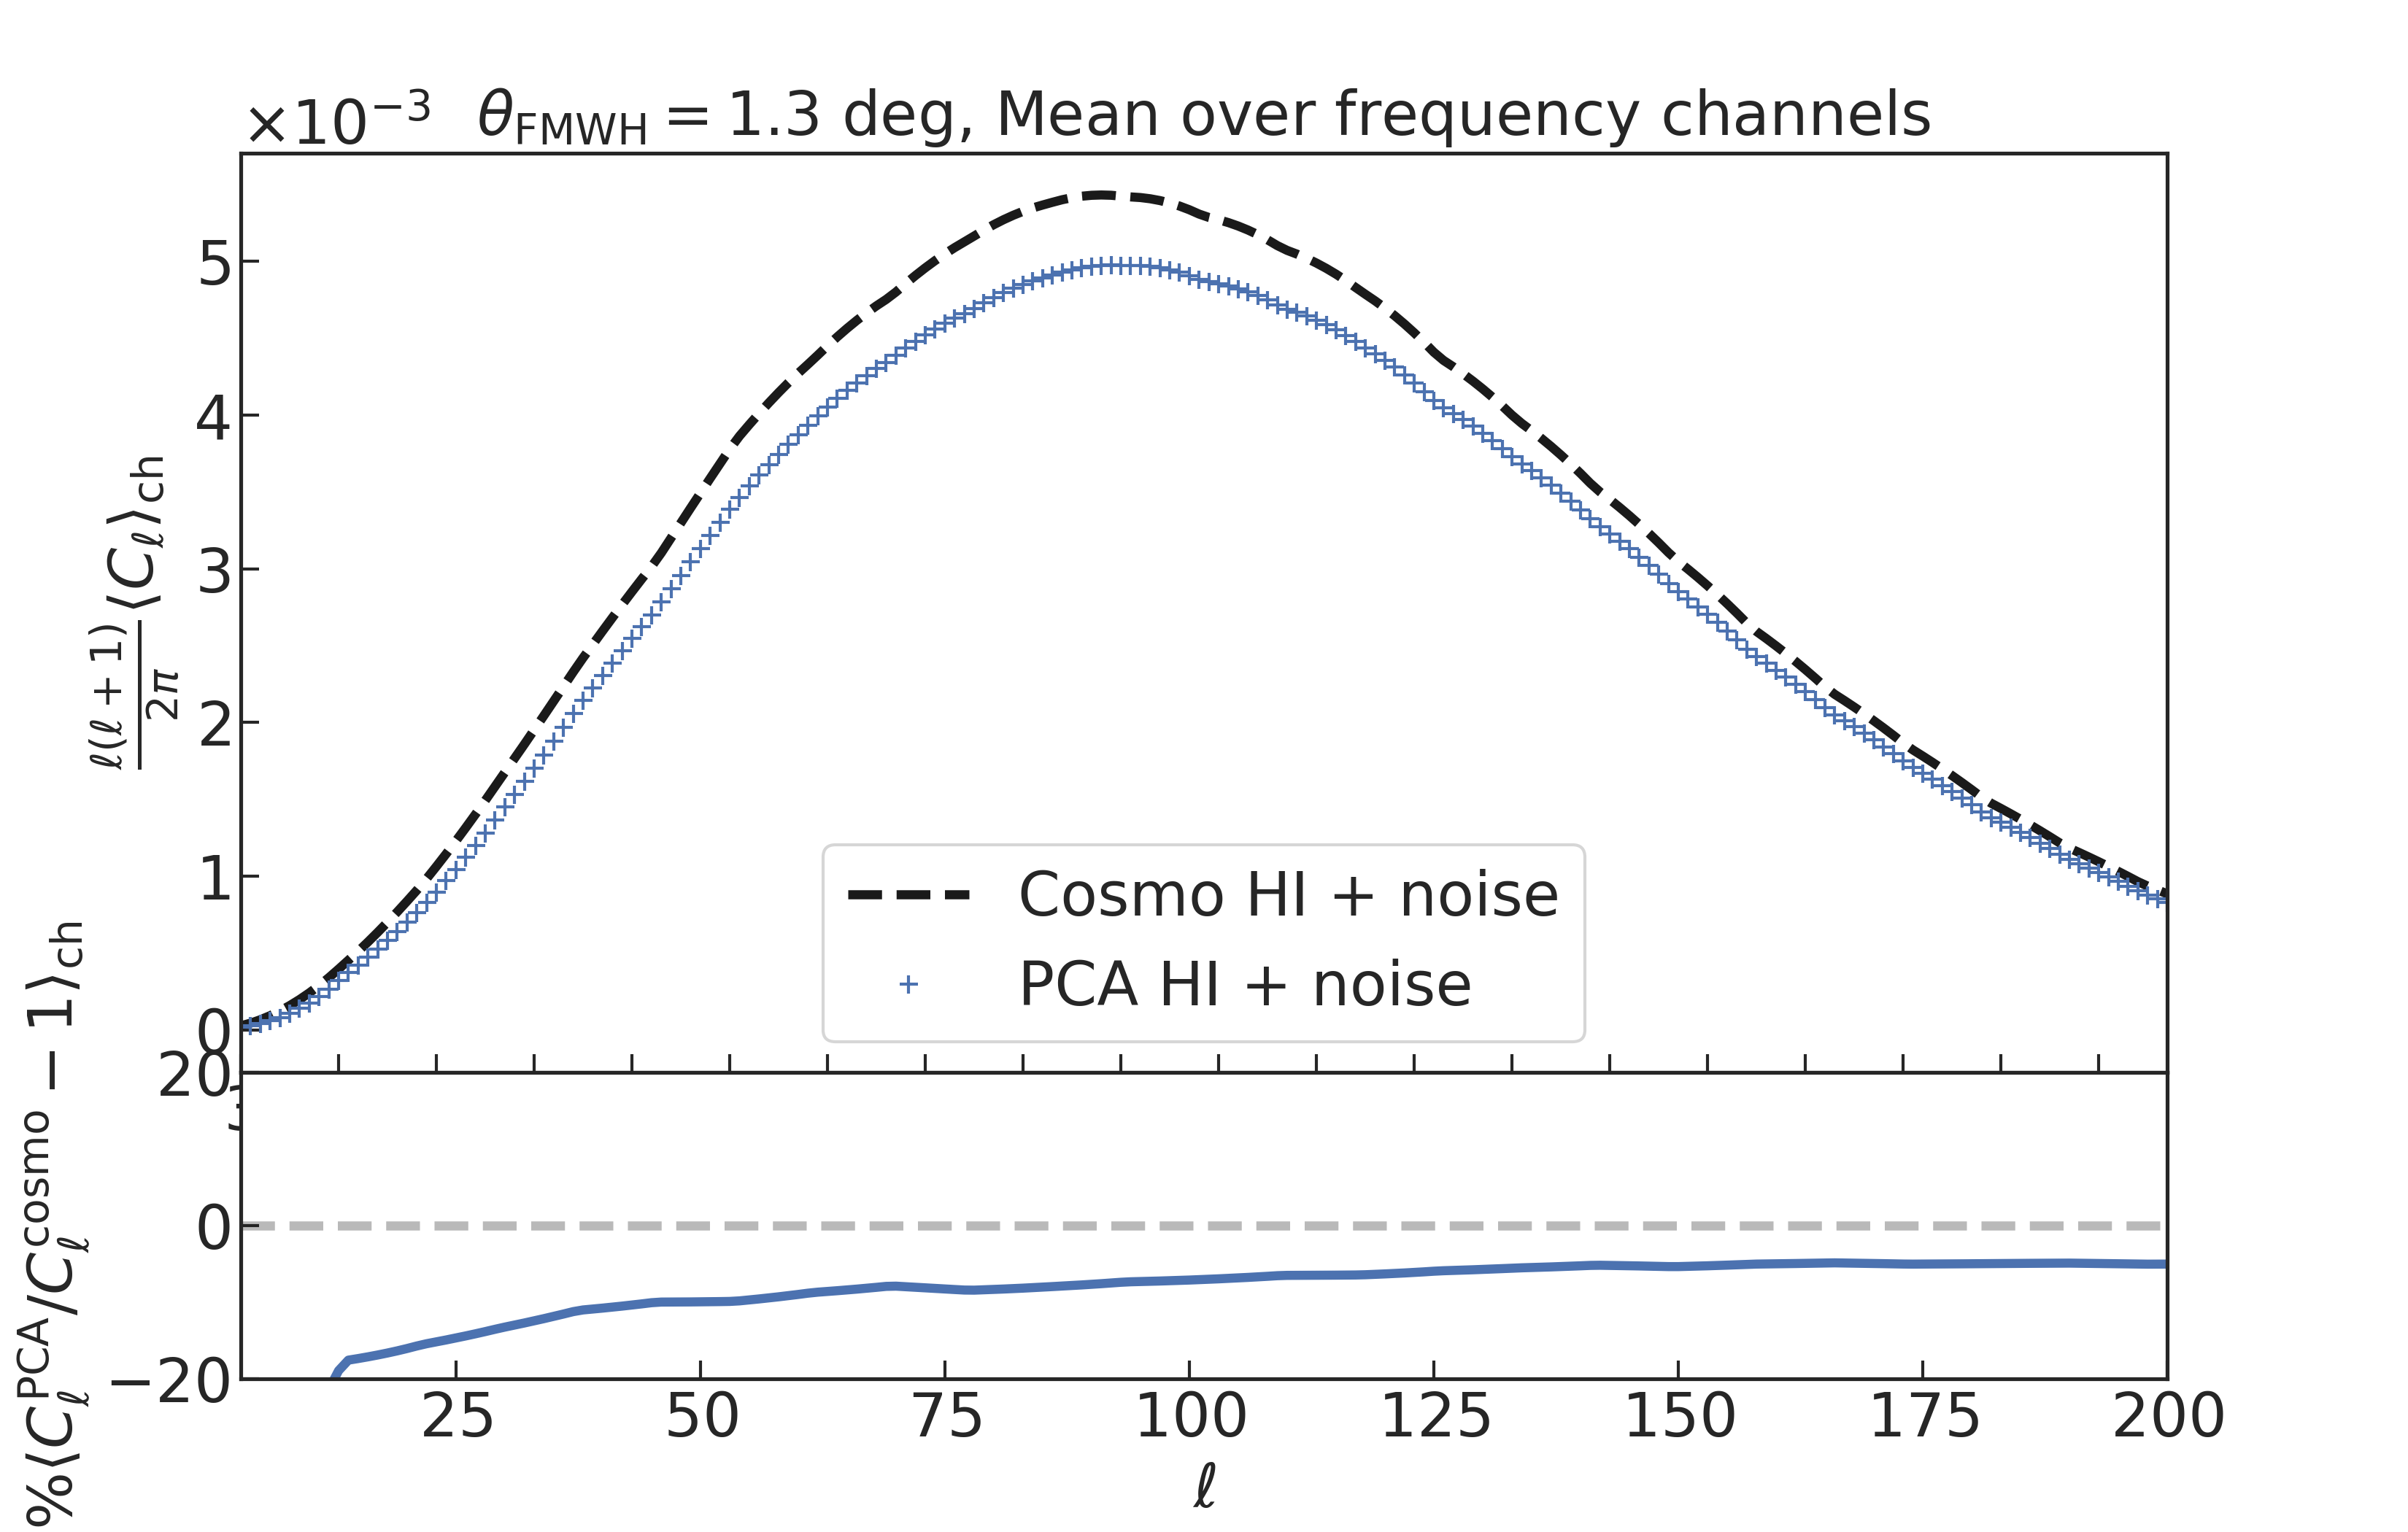 ×10⁻³ θ_FMWH = 1.3 deg, Mean over frequency channels
ℓ(ℓ + 1)/2π ⟨C_ℓ⟩_ch
5
4
3
2
1
0
Cosmo HI + noise
PCA HI + noise
%⟨C_ℓ^PCA/C_ℓ^cosmo − 1⟩_ch
20
0
−20
25 50 75 100 125 150 175 200
ℓ